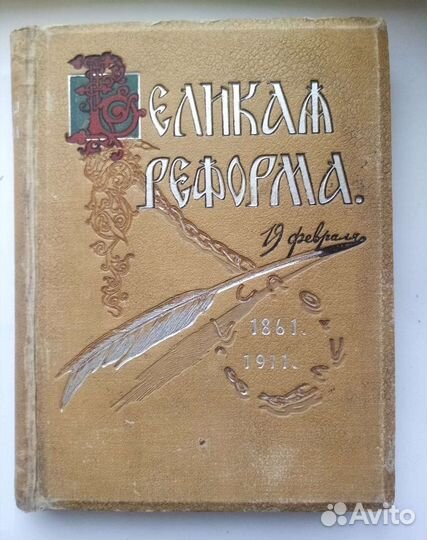 ВЕЛИКАЯ
РЕФОРМА.
19 февраля
1861.
1911.
Avito